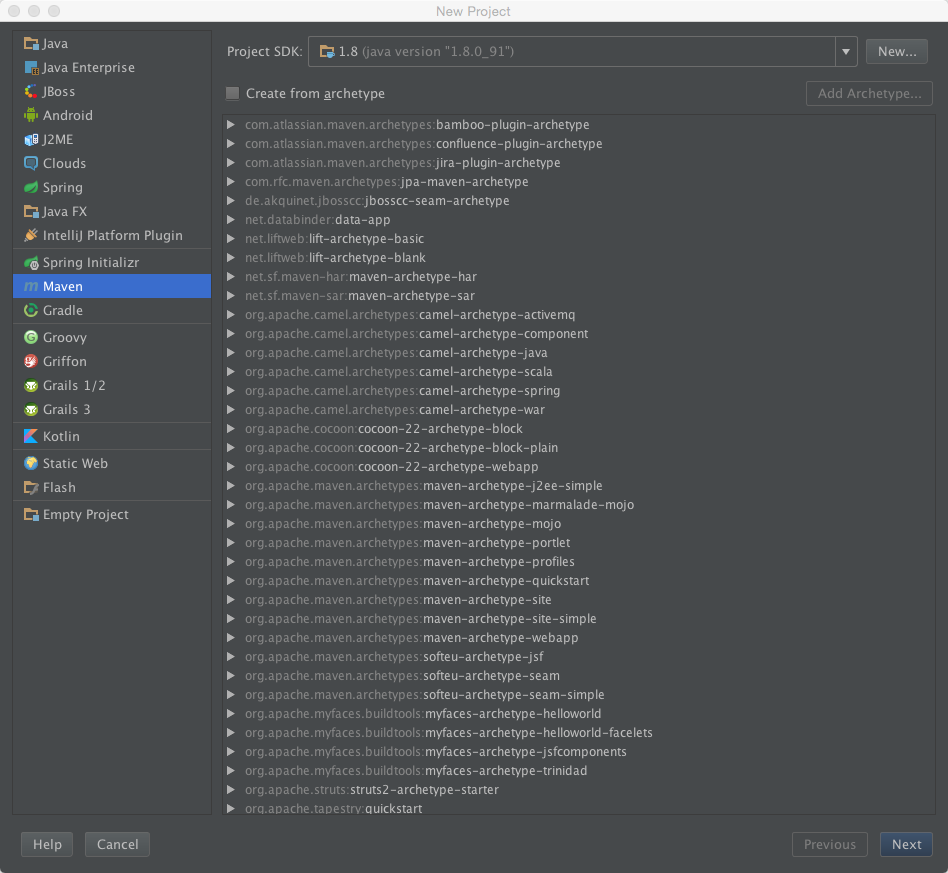 New Project
Java
Java Enterprise
JBoss
Android
J2ME
Clouds
Spring
Java FX
IntelliJ Platform Plugin
Spring Initializr
Maven
Gradle
Groovy
Griffon
Grails 1/2
Grails 3
Kotlin
Static Web
Flash
Empty Project
Project SDK: 1.8 (java version "1.8.0_91") New...
Create from archetype Add Archetype...
com.atlassian.maven.archetypes:bamboo-plugin-archetype
com.atlassian.maven.archetypes:confluence-plugin-archetype
com.atlassian.maven.archetypes:jira-plugin-archetype
com.rfc.maven.archetypes:jpa-maven-archetype
de.akquinet.jbosscc:jbosscc-seam-archetype
net.databinder:data-app
net.liftweb:lift-archetype-basic
net.liftweb:lift-archetype-blank
net.sf.maven-har:maven-archetype-har
net.sf.maven-sar:maven-archetype-sar
org.apache.camel.archetypes:camel-archetype-activemq
org.apache.camel.archetypes:camel-archetype-component
org.apache.camel.archetypes:camel-archetype-java
org.apache.camel.archetypes:camel-archetype-scala
org.apache.camel.archetypes:camel-archetype-spring
org.apache.camel.archetypes:camel-archetype-war
org.apache.cocoon:cocoon-22-archetype-block
org.apache.cocoon:cocoon-22-archetype-block-plain
org.apache.cocoon:cocoon-22-archetype-webapp
org.apache.maven.archetypes:maven-archetype-j2ee-simple
org.apache.maven.archetypes:maven-archetype-marmalade-mojo
org.apache.maven.archetypes:maven-archetype-mojo
org.apache.maven.archetypes:maven-archetype-portlet
org.apache.maven.archetypes:maven-archetype-profiles
org.apache.maven.archetypes:maven-archetype-quickstart
org.apache.maven.archetypes:maven-archetype-site
org.apache.maven.archetypes:maven-archetype-site-simple
org.apache.maven.archetypes:maven-archetype-webapp
org.apache.maven.archetypes:softeu-archetype-jsf
org.apache.maven.archetypes:softeu-archetype-seam
org.apache.maven.archetypes:softeu-archetype-seam-simple
org.apache.myfaces.buildtools:myfaces-archetype-helloworld
org.apache.myfaces.buildtools:myfaces-archetype-helloworld-facelets
org.apache.myfaces.buildtools:myfaces-archetype-jsfcomponents
org.apache.myfaces.buildtools:myfaces-archetype-trinidad
org.apache.struts:struts2-archetype-starter
org.apache.tapestry:quickstart
Help Cancel Previous Next